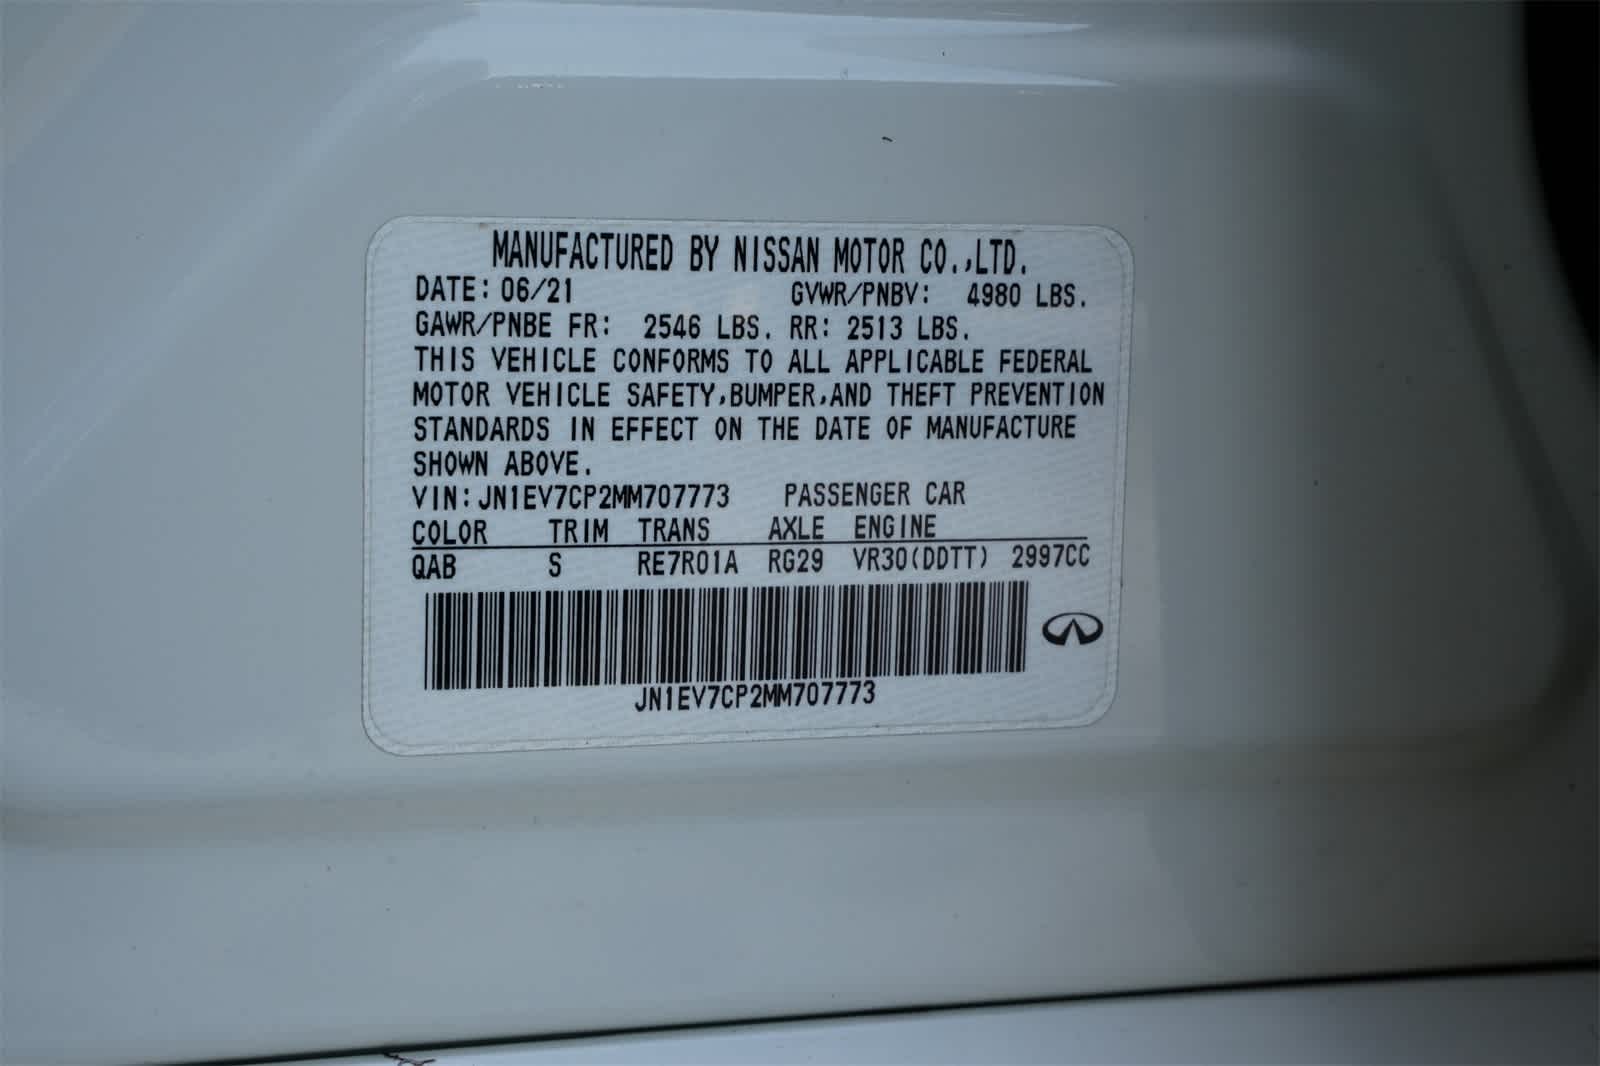 MANUFACTURED BY NISSAN MOTOR CO.,LTD.
DATE: 06/21 GVWR/PNBV: 4980 LBS.
GAWR/PNBE FR: 2546 LBS. RR: 2513 LBS.
THIS VEHICLE CONFORMS TO ALL APPLICABLE FEDERAL
MOTOR VEHICLE SAFETY,BUMPER,AND THEFT PREVENTION
STANDARDS IN EFFECT ON THE DATE OF MANUFACTURE
SHOWN ABOVE.
VIN:JN1EV7CP2MM707773 PASSENGER CAR
COLOR TRIM TRANS AXLE ENGINE
QAB S RE7R01A RG29 VR30(DDTT) 2997CC
JN1EV7CP2MM707773